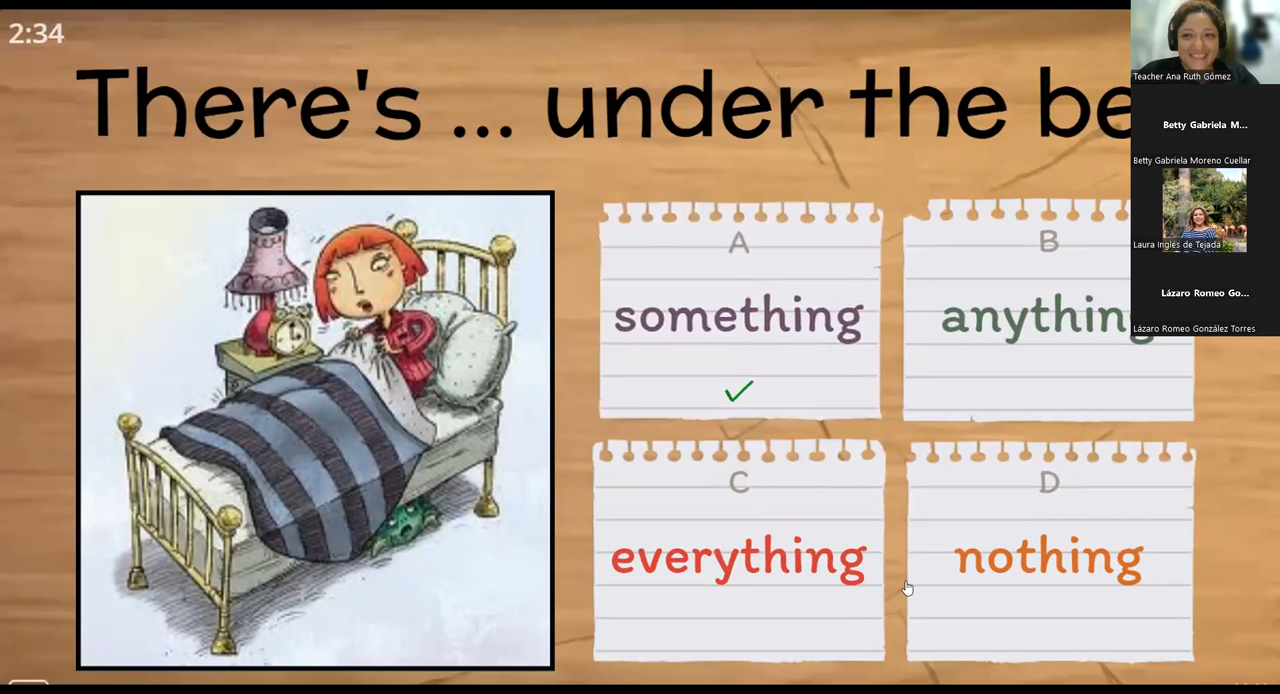 2:34
There's ... under the be
A
something
B
anything
C
everything
D
nothing
Teacher Ana Ruth Gómez
Betty Gabriela M...
Betty Gabriela Moreno Cuellar
Laura Inglés de Tejada
Lázaro Romeo Go...
Lázaro Romeo González Torres